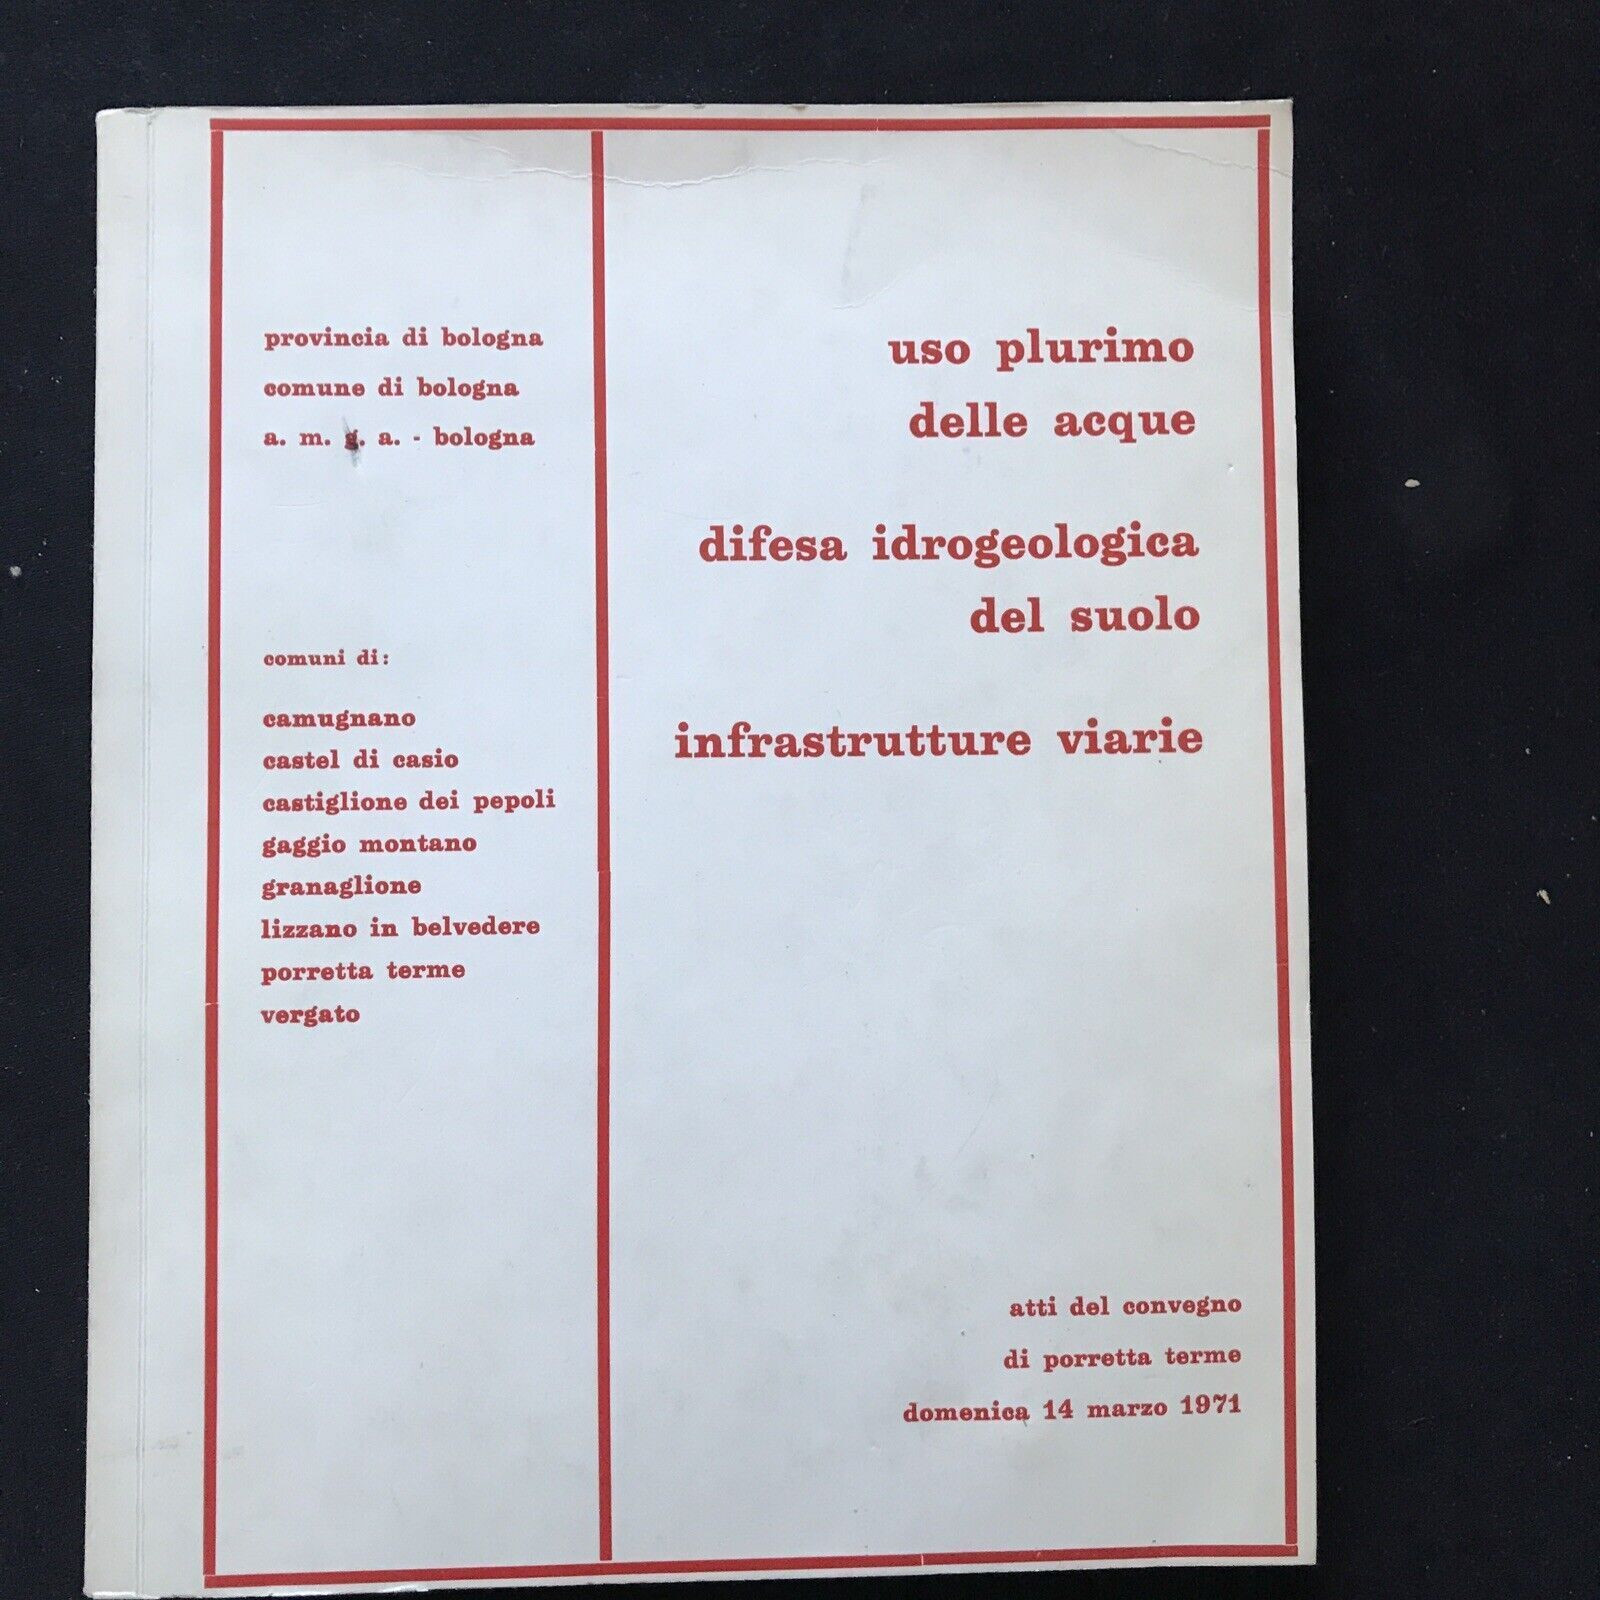 provincia di bologna
comune di bologna
a. m. g. a. - bologna
comuni di:
camugnano
castel di casio
castiglione dei pepoli
gaggio montano
granaglione
lizzano in belvedere
porretta terme
vergato
uso plurimo
delle acque
difesa idrogeologica
del suolo
infrastrutture viarie
atti del convegno
di porretta terme
domenica 14 marzo 1971